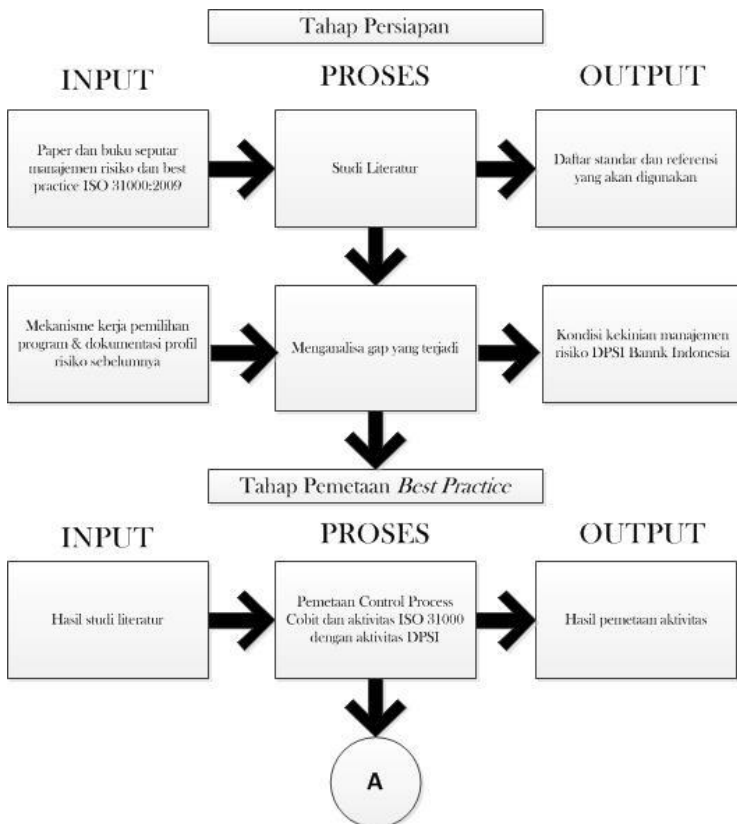 Tahap Persiapan
INPUT
PROSES
OUTPUT
Paper dan buku seputar
manajemen risiko dan best
practice ISO 31000:2009
Studi Literatur
Daftar standar dan referensi
yang akan digunakan
Mekanisme kerja pemilihan
program & dokumentasi profil
risiko sebelumnya
Menganalisa gap yang terjadi
Kondisi kekinian manajemen
risiko DPSI Bannk Indonesia
Tahap Pemetaan Best Practice
INPUT
PROSES
OUTPUT
Hasil studi literatur
Pemetaan Control Process
Cobit dan aktivitas ISO 31000
dengan aktivitas DPSI
Hasil pemetaan aktivitas
A